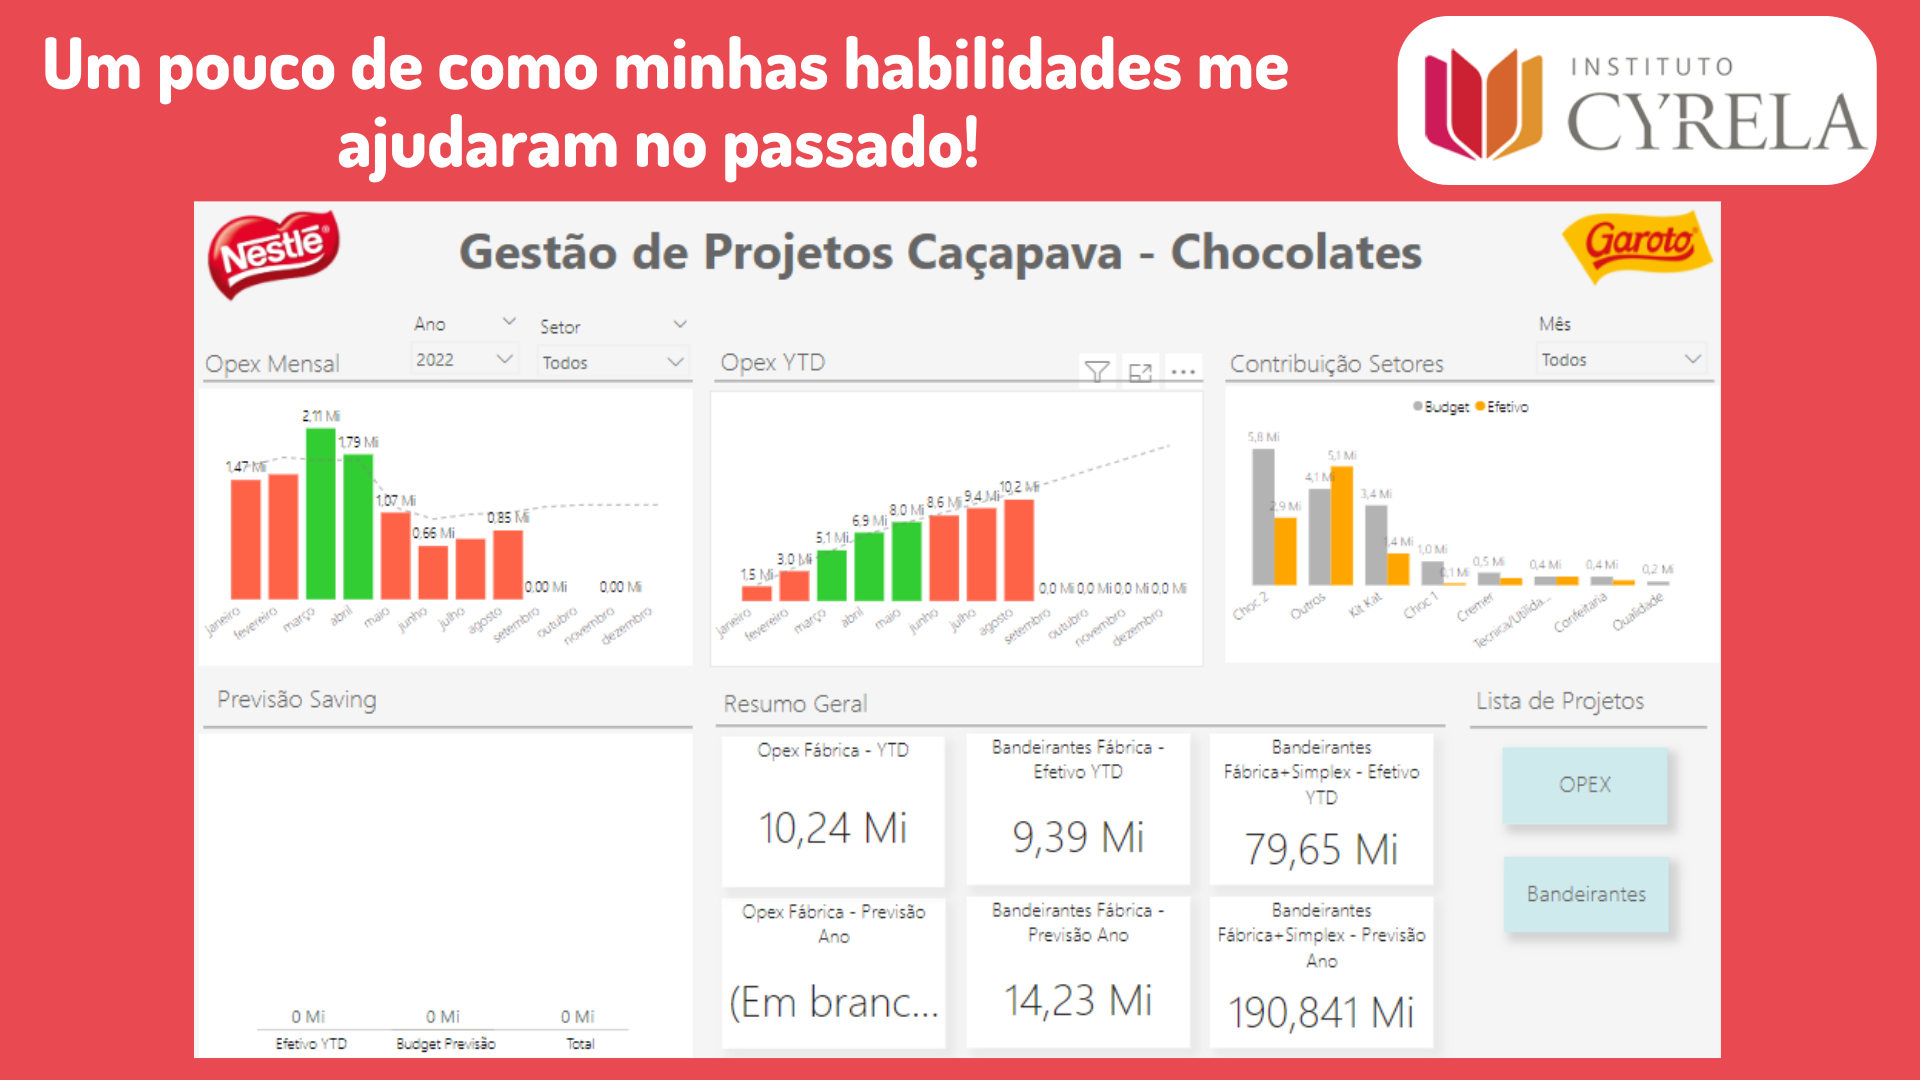 Um pouco de como minhas habilidades me
ajudaram no passado!
INSTITUTO
CYRELA
Nestlé
Gestão de Projetos Caçapava - Chocolates
Garoto
Ano
2022
Setor
Todos
Mês
Todos
Opex Mensal
1,47 Mi
2,11 Mi
1,79 Mi
1,07 Mi
0,66 Mi
0,85 Mi
0,00 Mi
0,00 Mi
janeiro
fevereiro
março
abril
maio
junho
julho
agosto
setembro
outubro
novembro
dezembro
Opex YTD
1,5 Mi
3,0 Mi
5,1 Mi
6,9 Mi
8,0 Mi
8,6 Mi
9,4 Mi
10,2 Mi
0,0 Mi
0,0 Mi
0,0 Mi
0,0 Mi
janeiro
fevereiro
março
abril
maio
junho
julho
agosto
setembro
outubro
novembro
dezembro
Contribuição Setores
Budget Efetivo
5,8 Mi
2,9 Mi
4,1 Mi
5,1 Mi
3,4 Mi
1,4 Mi
1,0 Mi
0,1 Mi
0,5 Mi
0,4 Mi
0,4 Mi
0,2 Mi
Choc 2
Outros
Kit Kat
Choc 1
Cremer
Tecnica/Utilida...
Confeitaria
Qualidade
Previsão Saving
0 Mi
0 Mi
0 Mi
Efetivo YTD
Budget Previsão
Total
Resumo Geral
Opex Fábrica - YTD
10,24 Mi
Bandeirantes Fábrica -
Efetivo YTD
9,39 Mi
Bandeirantes
Fábrica+Simplex - Efetivo
YTD
79,65 Mi
Opex Fábrica - Previsão
Ano
(Em branc...
Bandeirantes Fábrica -
Previsão Ano
14,23 Mi
Bandeirantes
Fábrica+Simplex - Previsão
Ano
190,841 Mi
Lista de Projetos
OPEX
Bandeirantes